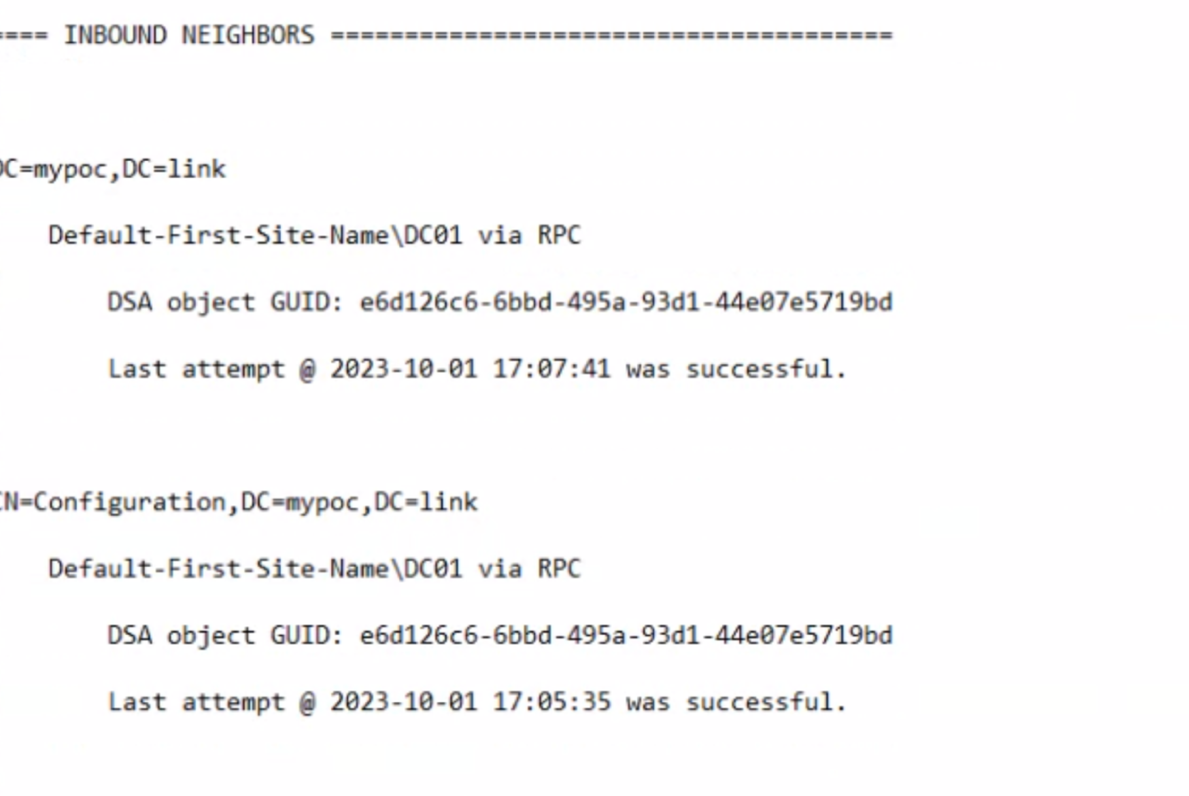 ==== INBOUND NEIGHBORS ======================================
DC=mypoc,DC=link
Default-First-Site-Name\DC01 via RPC
DSA object GUID: e6d126c6-6bbd-495a-93d1-44e07e5719bd
Last attempt @ 2023-10-01 17:07:41 was successful.
CN=Configuration,DC=mypoc,DC=link
Default-First-Site-Name\DC01 via RPC
DSA object GUID: e6d126c6-6bbd-495a-93d1-44e07e5719bd
Last attempt @ 2023-10-01 17:05:35 was successful.